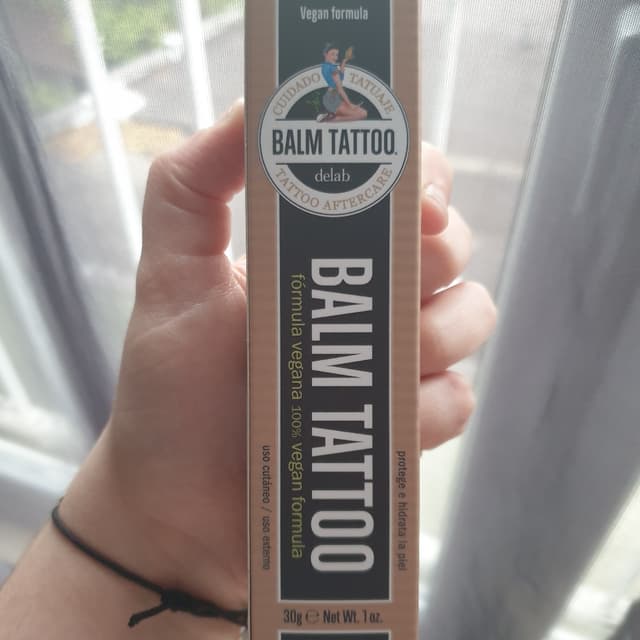 Vegan formula
CUIDADO TATUAJE
BALM TATTOO.
delab
TATTOO AFTERCARE
BALM TATTOO
fórmula vegana 100% vegan formula
protege e hidrata la piel
uso cutáneo / uso externo
30g ℮ Net Wt. 1 oz.